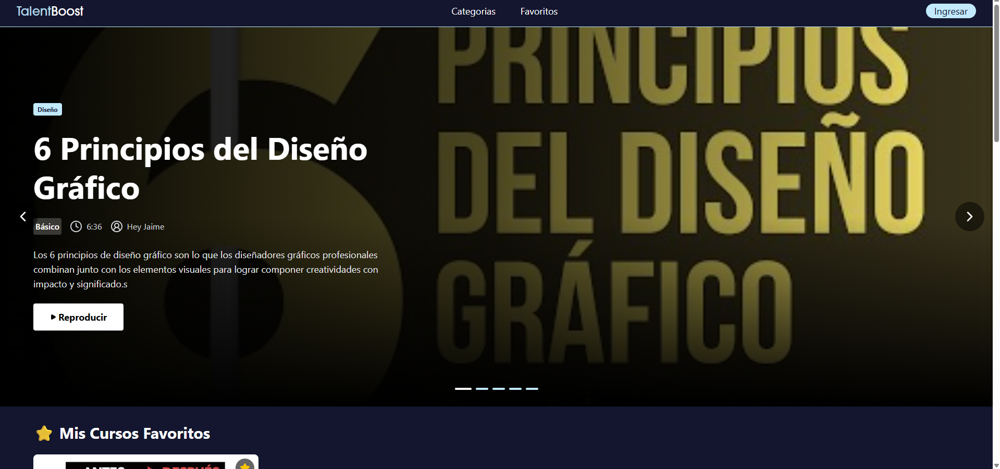 TalentBoost
Categorias
Favoritos
Ingresar
PRINCIPIOS
DEL DISEÑO
GRÁFICO
Diseño
6 Principios del Diseño
Gráfico
Básico
6:36
Hey Jaime
Los 6 principios de diseño gráfico son lo que los diseñadores gráficos profesionales
combinan junto con los elementos visuales para lograr componer creatividades con
impacto y significado.s
Reproducir
Mis Cursos Favoritos
ANTES
DESPUÉS